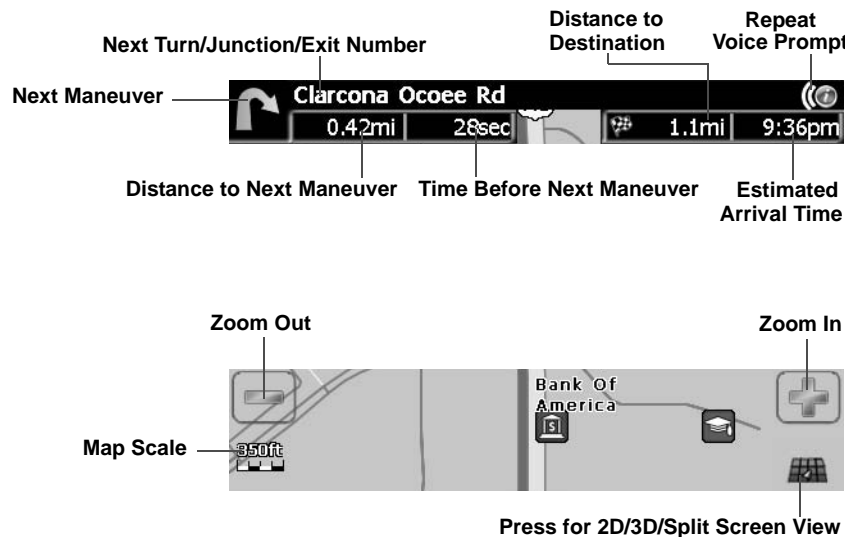 Distance to Destination
Repeat Voice Prompt
Next Turn/Junction/Exit Number
Next Maneuver
Clarcona Ocoee Rd
0.42mi 28sec 1.1mi 9:36pm
Distance to Next Maneuver
Time Before Next Maneuver
Estimated Arrival Time
Zoom Out
Zoom In
Bank Of
America
Map Scale
350ft
Press for 2D/3D/Split Screen View